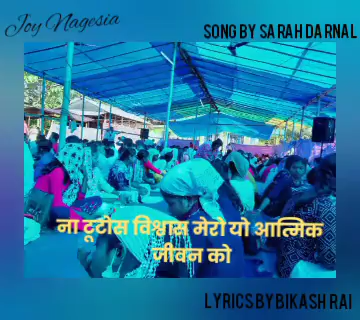 Joy Nagesia
SONG BY SARAH DARNAL
ना टूटोस विश्वास मेरो यो आत्मिक
जीवन को
LYRICS BY BIKASH RAI